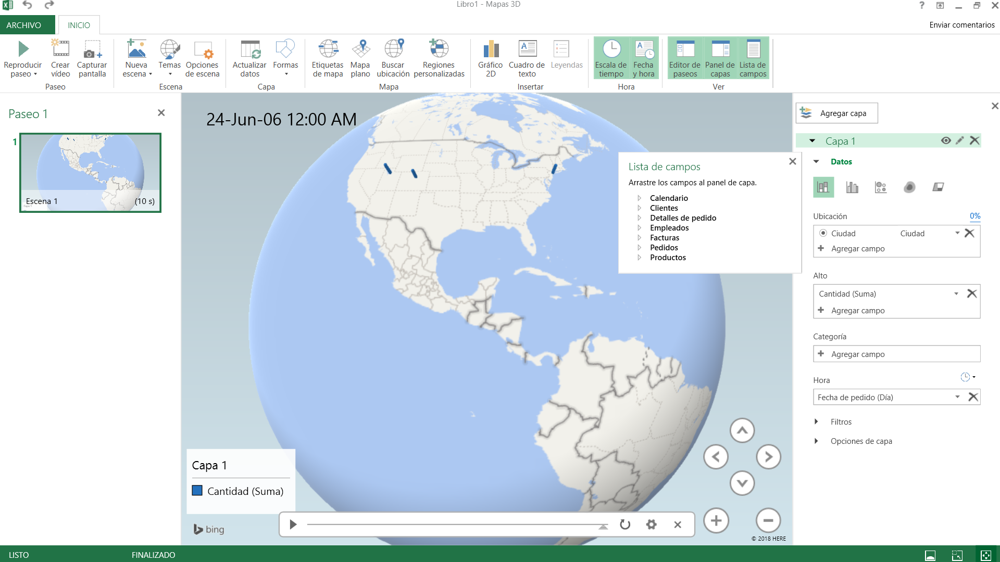 Libro1 - Mapas 3D
?
ARCHIVO
INICIO
Enviar comentarios
Reproducir paseo
Crear vídeo
Capturar pantalla
Paseo
Nueva escena
Temas
Opciones de escena
Escena
Actualizar datos
Formas
Capa
Etiquetas de mapa
Mapa plano
Buscar ubicación
Regiones personalizadas
Mapa
Gráfico 2D
Cuadro de texto
Leyendas
Insertar
Escala de tiempo
Fecha y hora
Hora
Editor de paseos
Panel de capas
Lista de campos
Ver
Paseo 1
1
Escena 1
(10 s)
24-Jun-06 12:00 AM
Lista de campos
Arrastre los campos al panel de capa.
Calendario
Clientes
Detalles de pedido
Empleados
Facturas
Pedidos
Productos
Capa 1
Cantidad (Suma)
bing
© 2018 HERE
Agregar capa
Capa 1
Datos
Ubicación
0%
Ciudad
Ciudad
Agregar campo
Alto
Cantidad (Suma)
Agregar campo
Categoría
Agregar campo
Hora
Fecha de pedido (Día)
Filtros
Opciones de capa
LISTO
FINALIZADO